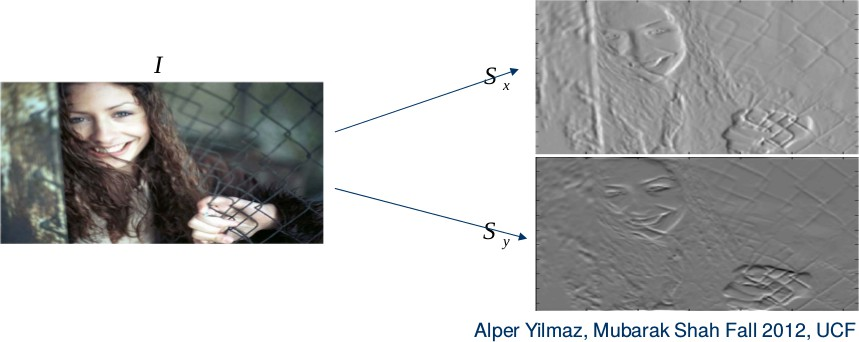 I
S x
S y
Alper Yilmaz, Mubarak Shah Fall 2012, UCF